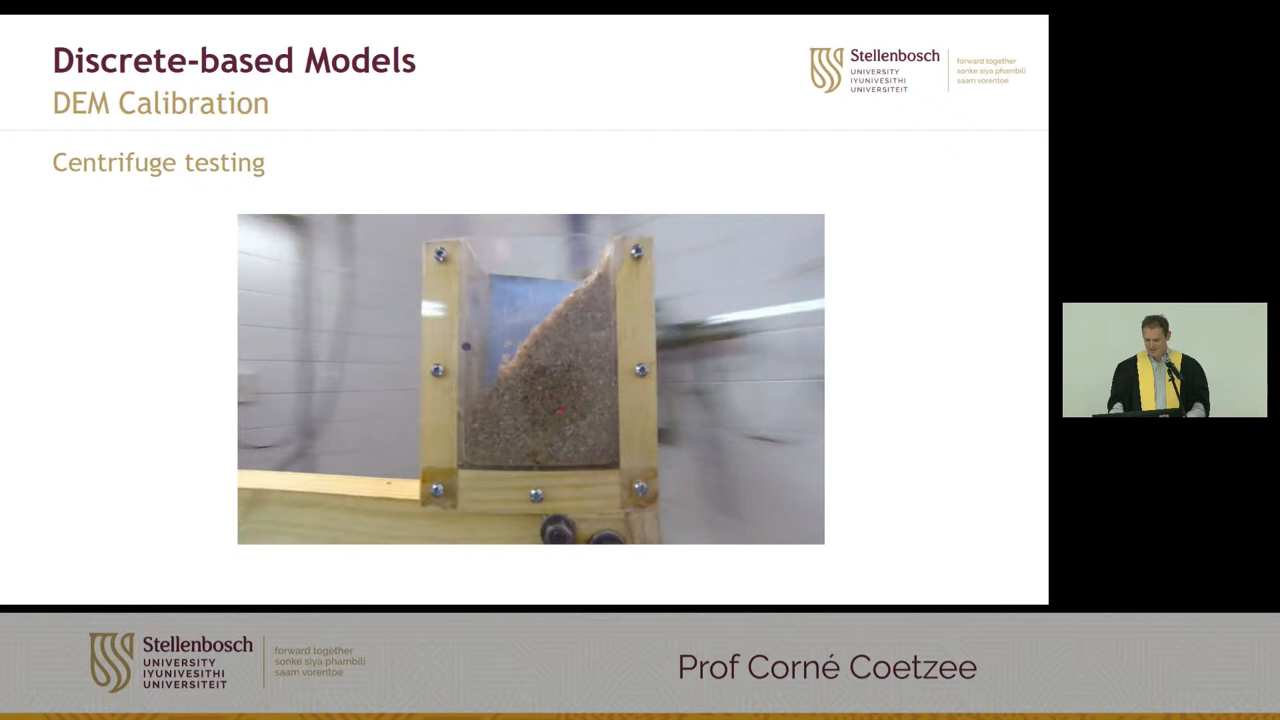 Discrete-based Models
DEM Calibration
Stellenbosch
UNIVERSITY
IYUNIVESITHI
UNIVERSITEIT
forward together
sonke siya phambili
saam vorentoe
Centrifuge testing
Stellenbosch
UNIVERSITY
IYUNIVESITHI
UNIVERSITEIT
forward together
sonke siya phambili
saam vorentoe
Prof Corné Coetzee